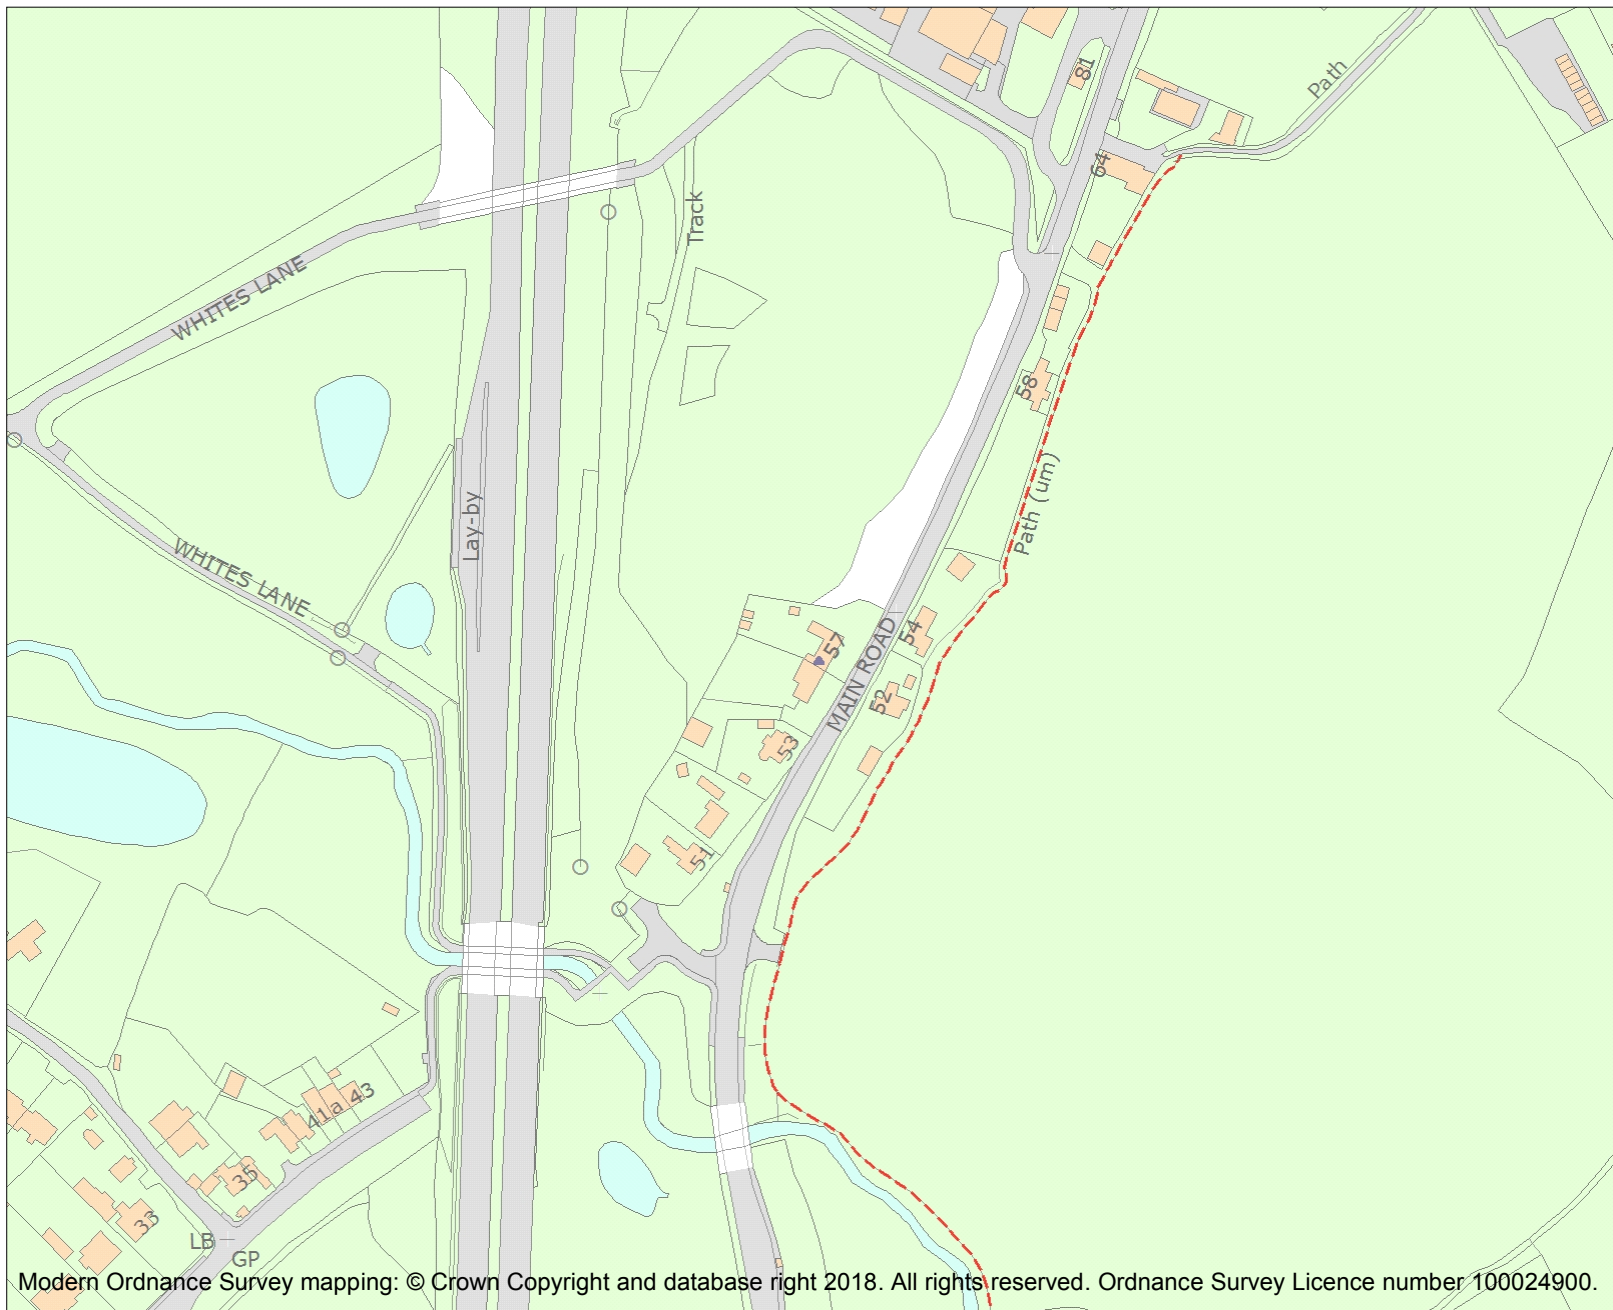 81
Path
64
Track
WHITES LANE
58
Lay-by
Path (um)
WHITES LANE
57
54
MAIN ROAD
52
53
51
41a
43
35
33
LB
GP
Modern Ordnance Survey mapping: © Crown Copyright and database right 2018. All rights reserved. Ordnance Survey Licence number 100024900.